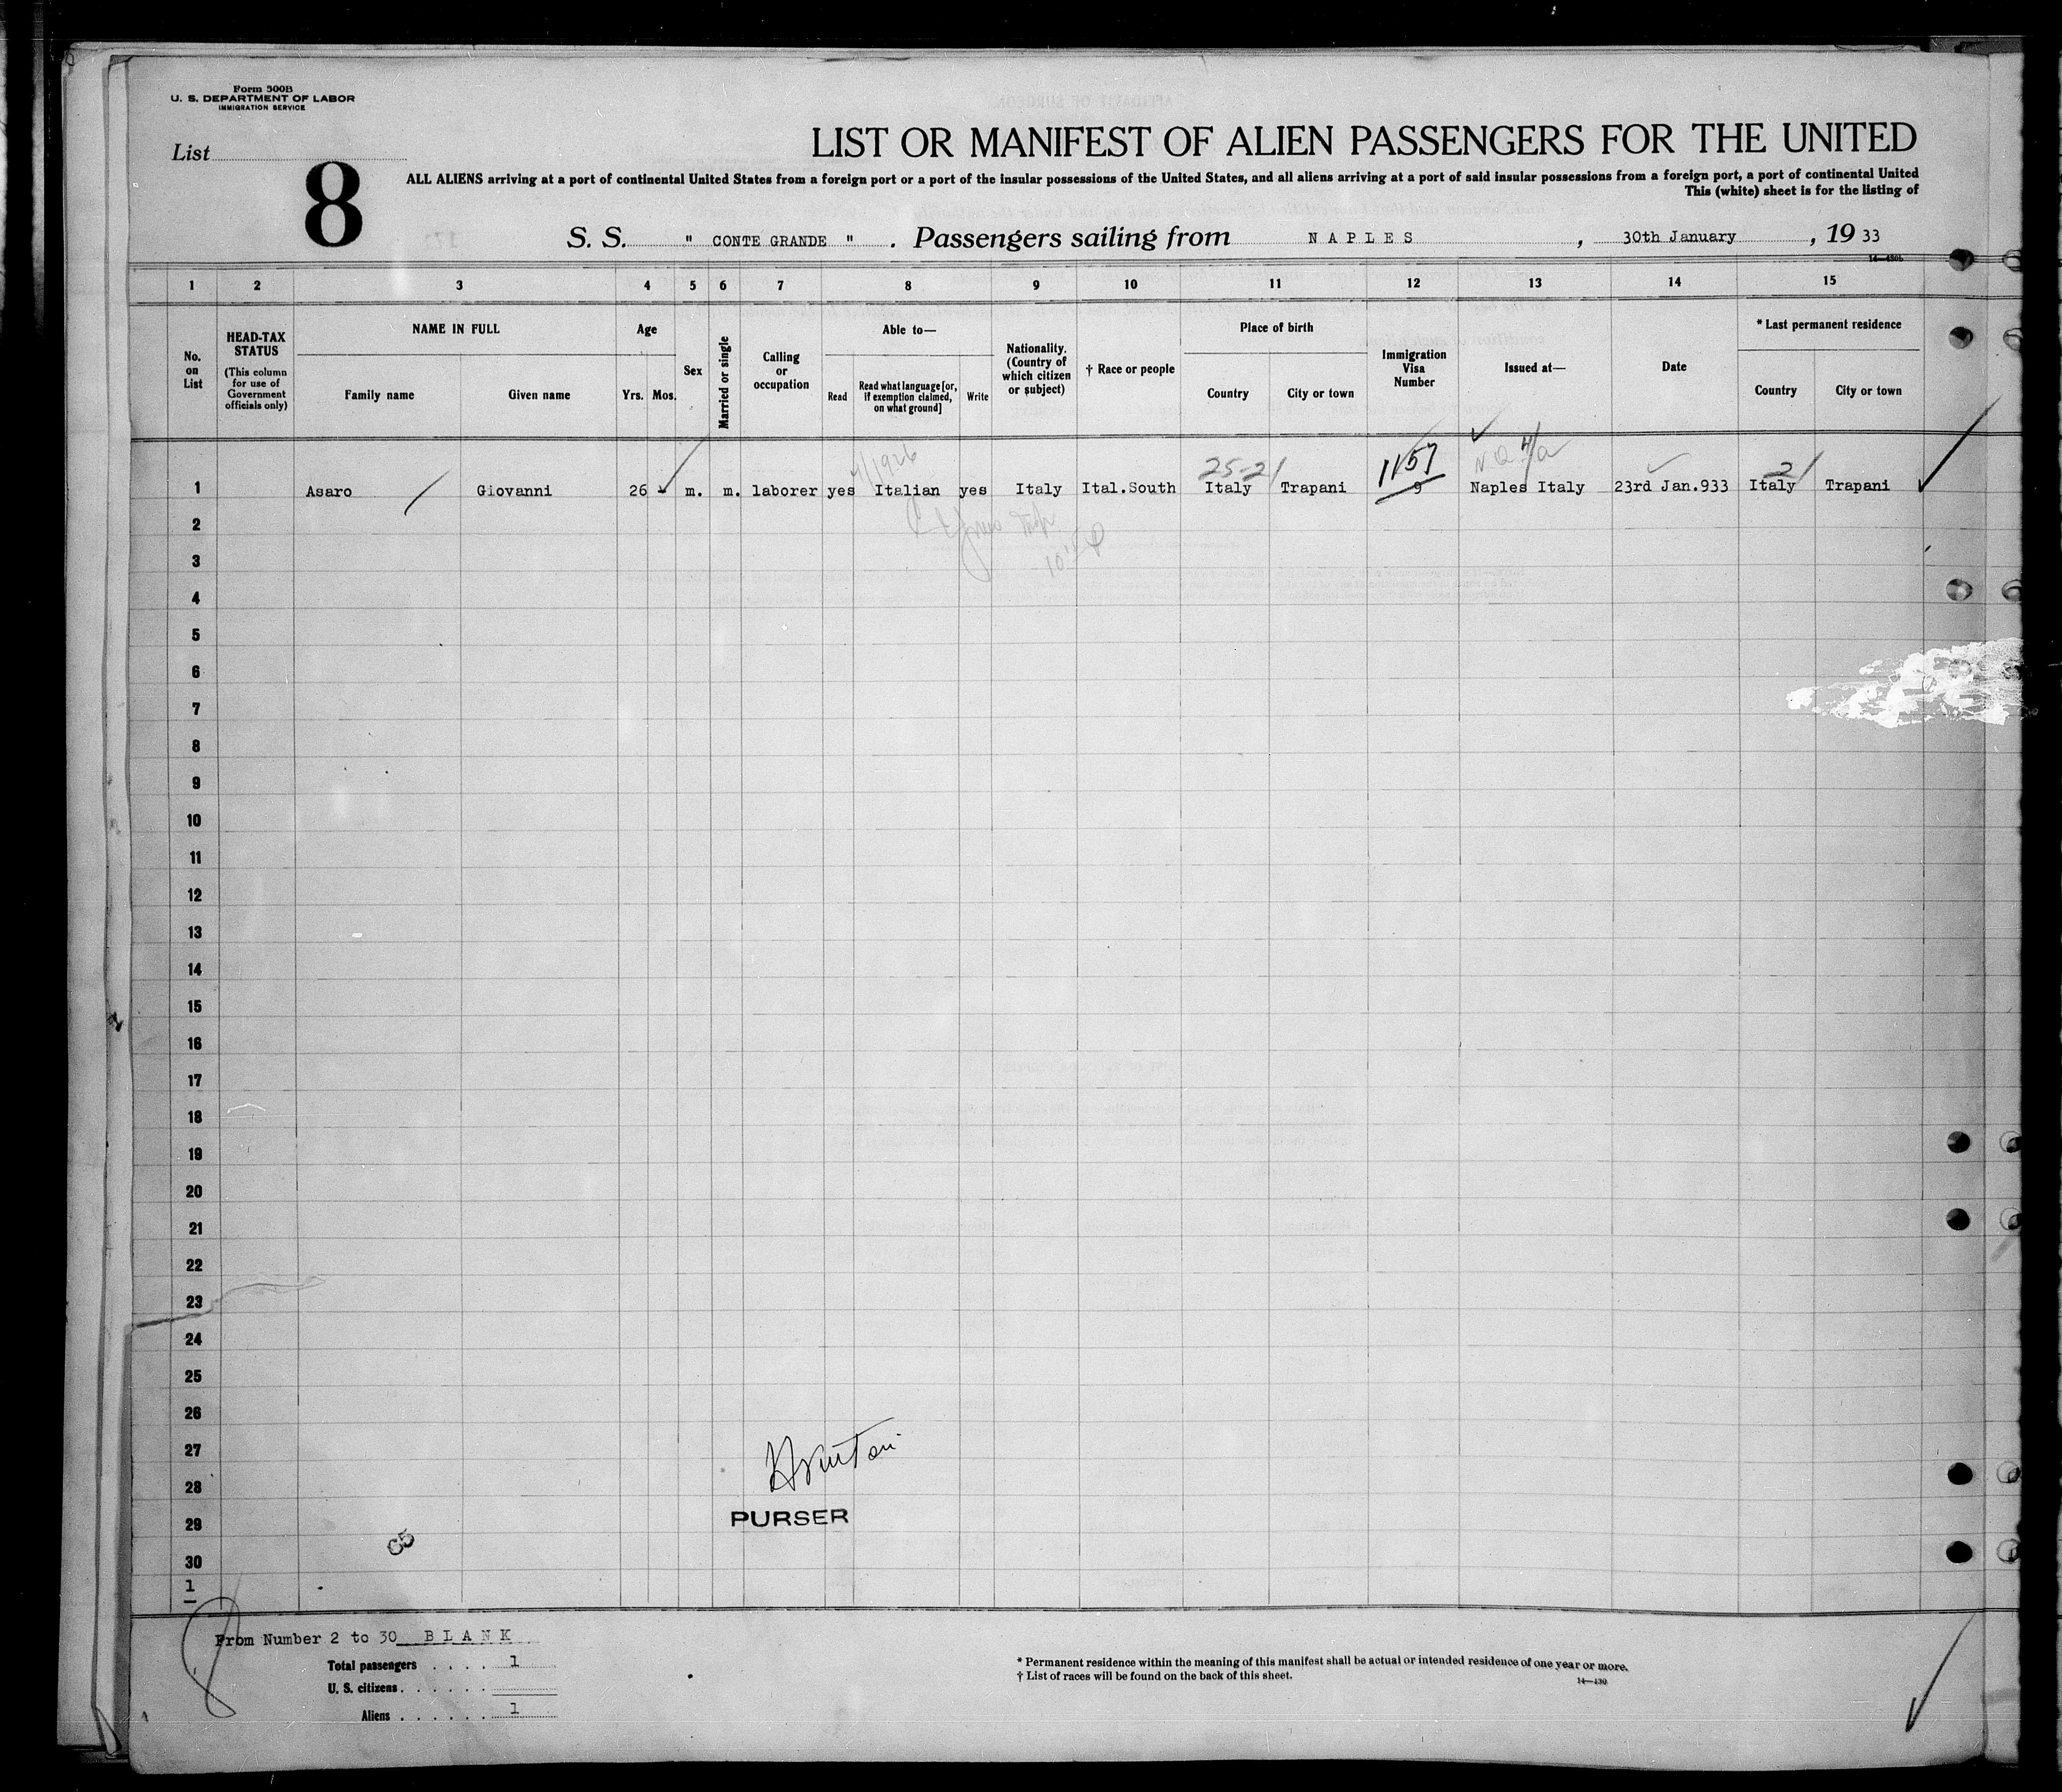 Form 500B
U. S. DEPARTMENT OF LABOR
IMMIGRATION SERVICE
List
8
LIST OR MANIFEST OF ALIEN PASSENGERS FOR THE UNITED
ALL ALIENS arriving at a port of continental United States from a foreign port or a port of the insular possessions of the United States, and all aliens arriving at a port of said insular possessions from a foreign port, a port of continental United
This (white) sheet is for the listing of
S. S. " CONTE GRANDE " . Passengers sailing from NAPLES , 30th January , 19 33
1 2 3 4 5 6 7 8 9 10 11 12 13 14 15
No. on List
HEAD-TAX STATUS (This column for use of Government officials only)
NAME IN FULL
Family name Given name
Age
Yrs. Mos.
Sex
Married or single
Calling or occupation
Able to—
Read Read what language [or, if exemption claimed, on what ground] Write
Nationality. (Country of which citizen or subject)
† Race or people
Place of birth
Country City or town
Immigration Visa Number
Issued at—
Date
* Last permanent residence
Country City or town
4/1926 25-21 1157 21
1 Asaro Giovanni 26 m. m. laborer yes Italian yes Italy Ital.South Italy Trapani 9 Naples Italy 23rd Jan.933 Italy Trapani
2
3
4
5
6
7
8
9
10
11
12
13
14
15
16
17
18
19
20
21
22
23
24
25
26
27
28
PURSER
29
30
1
From Number 2 to 30 BLANK
Total passengers . . . . 1
U. S. citizens . . . . . .
Aliens . . . . . . 1
* Permanent residence within the meaning of this manifest shall be actual or intended residence of one year or more.
† List of races will be found on the back of this sheet.
14—130